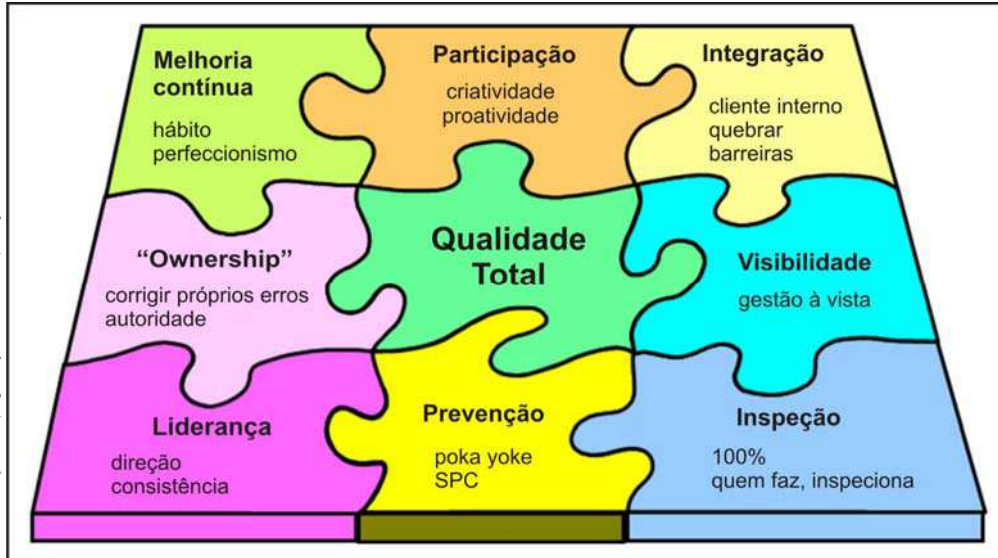 Melhoria
contínua
hábito
perfeccionismo
Participação
criatividade
proatividade
Integração
cliente interno
quebrar
barreiras
“Ownership”
corrigir próprios erros
autoridade
Qualidade
Total
Visibilidade
gestão à vista
Liderança
direção
consistência
Prevenção
poka yoke
SPC
Inspeção
100%
quem faz, inspeciona